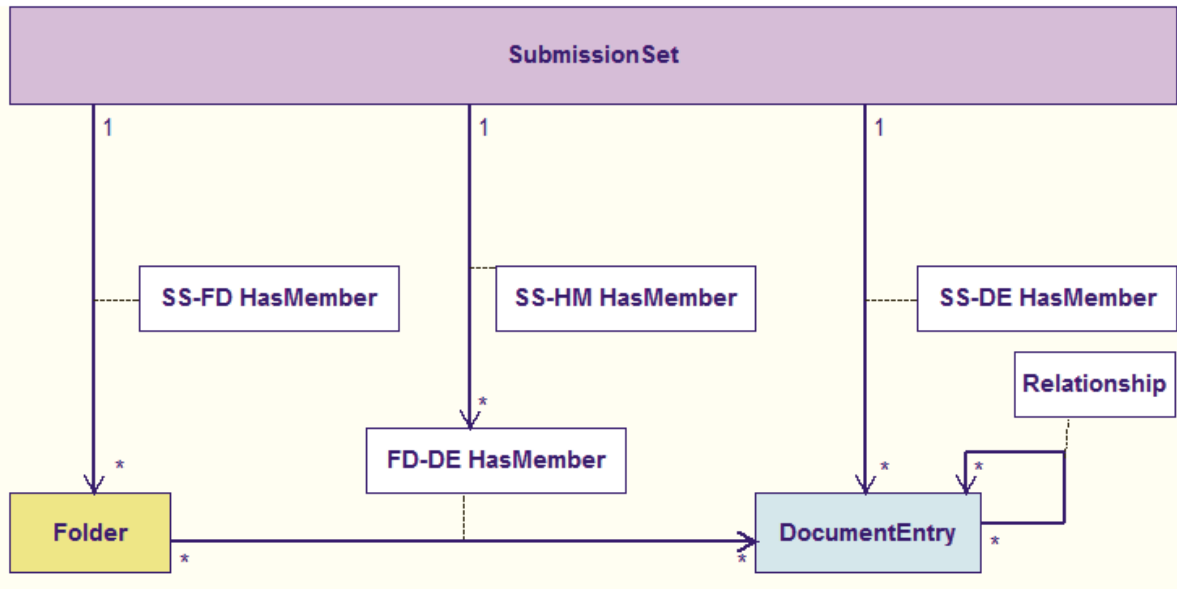 SubmissionSet
1
1
1
SS-FD HasMember
SS-HM HasMember
SS-DE HasMember
Relationship
*
FD-DE HasMember
*
*
*
Folder
DocumentEntry
*
*
*